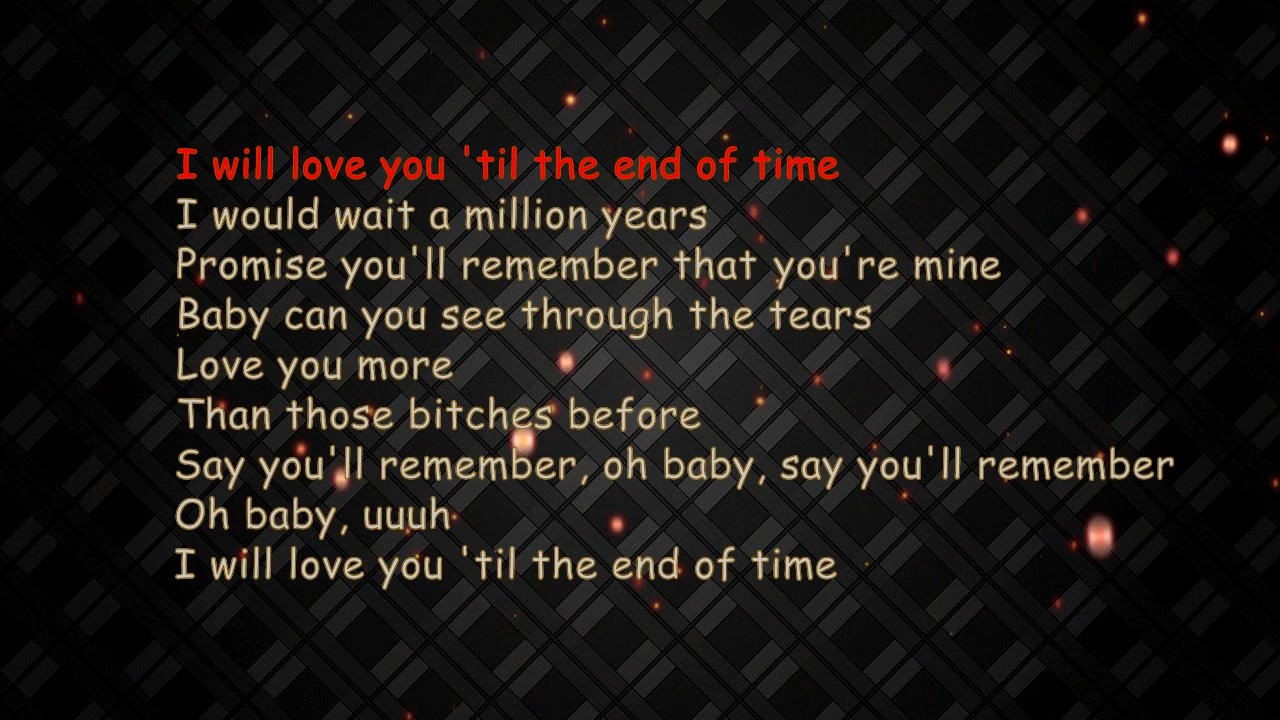 I will love you 'til the end of time
I would wait a million years
Promise you'll remember that you're mine
Baby can you see through the tears
Love you more
Than those bitches before
Say you'll remember, oh baby, say you'll remember
Oh baby, uuuh
I will love you 'til the end of time